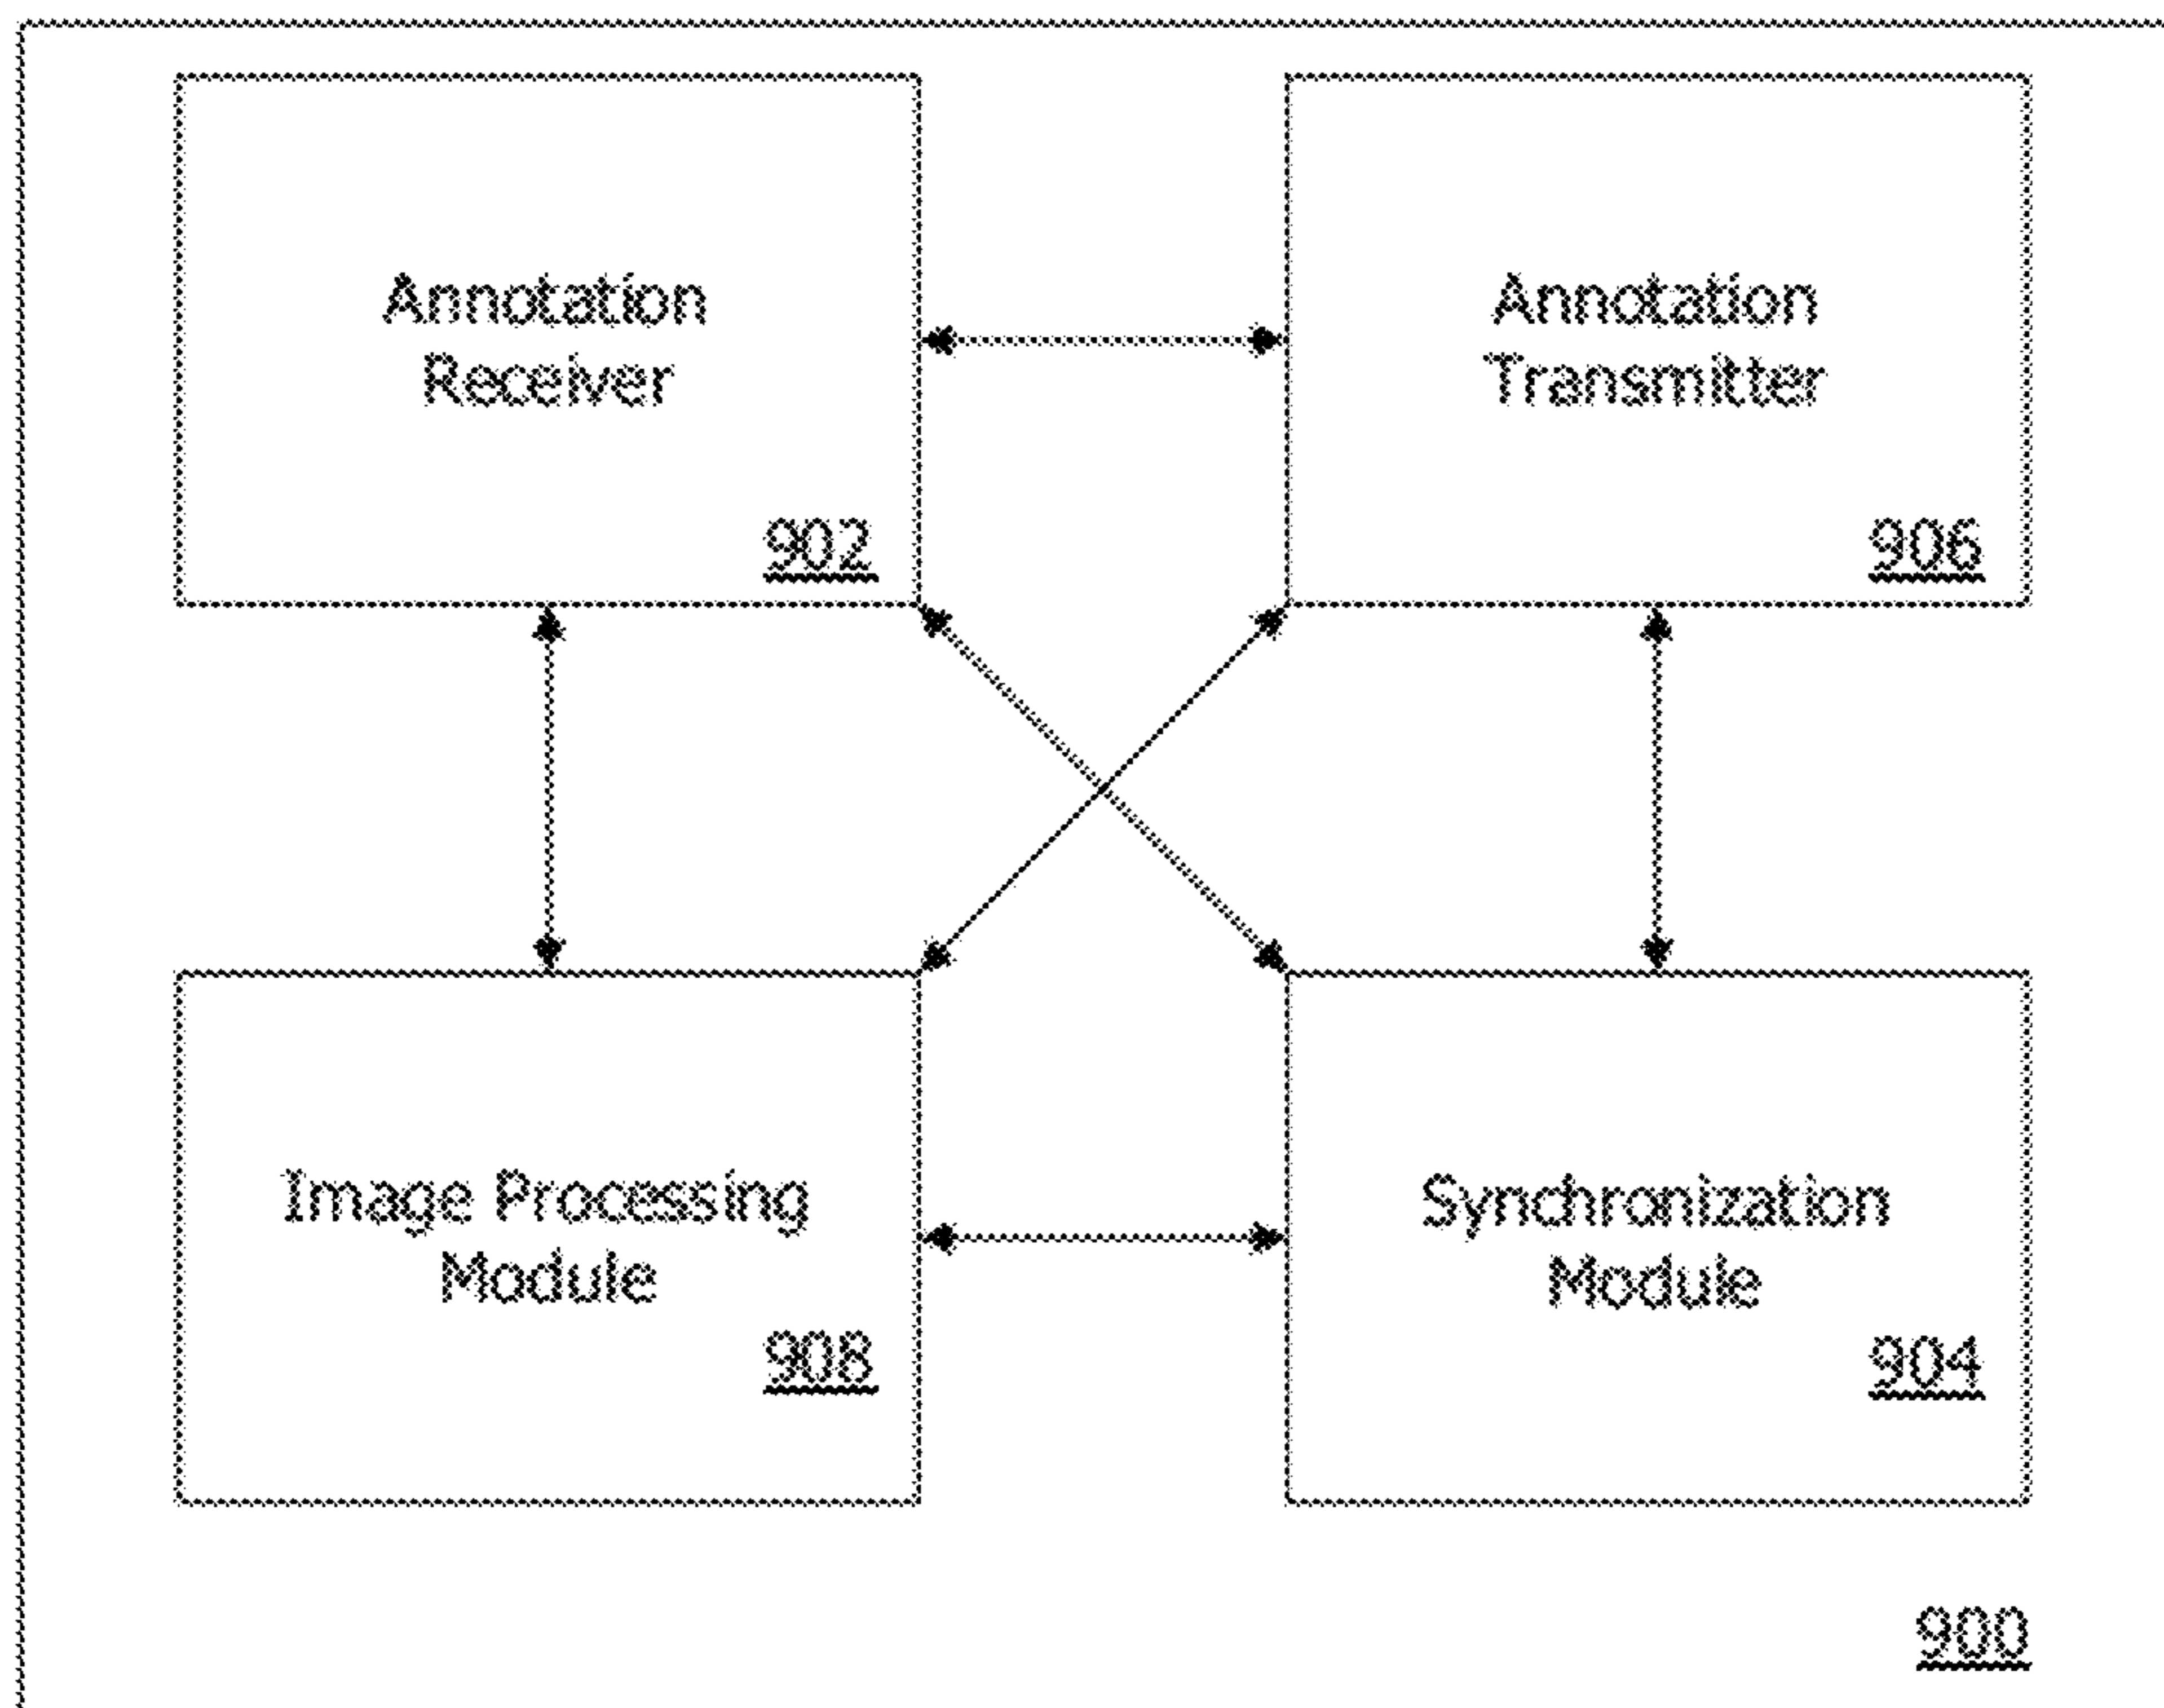 Annotation
Receiver
902
Annotation
Transmitter
906
Image Processing
Module
908
Synchronization
Module
904
900